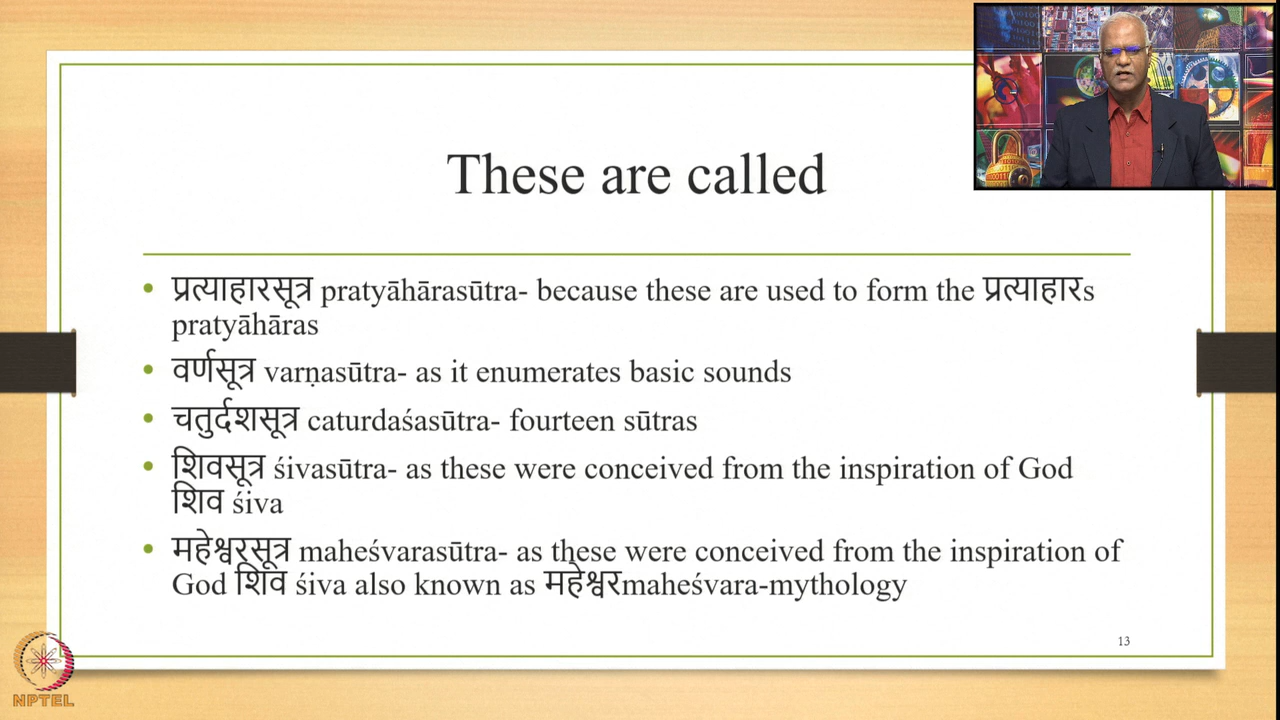 These are called
• प्रत्याहारसूत्र pratyāhārasūtra- because these are used to form the प्रत्याहारs
pratyāhāras
• वर्णसूत्र varṇasūtra- as it enumerates basic sounds
• चतुर्दशसूत्र caturdaśasūtra- fourteen sūtras
• शिवसूत्र śivasūtra- as these were conceived from the inspiration of God
शिव śiva
• महेश्वरसूत्र maheśvarasūtra- as these were conceived from the inspiration of
God शिव śiva also known as महेश्वरmaheśvara-mythology
13
NPTEL